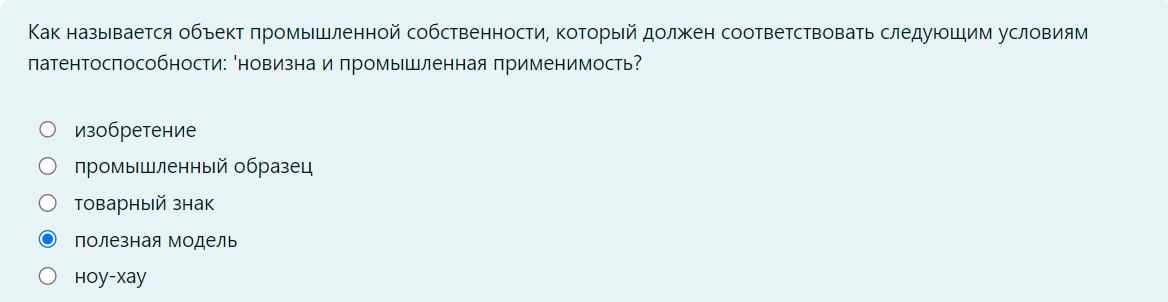 Как называется объект промышленной собственности, который должен соответствовать следующим условиям
патентоспособности: 'новизна и промышленная применимость?
изобретение
промышленный образец
товарный знак
полезная модель
ноу-хау